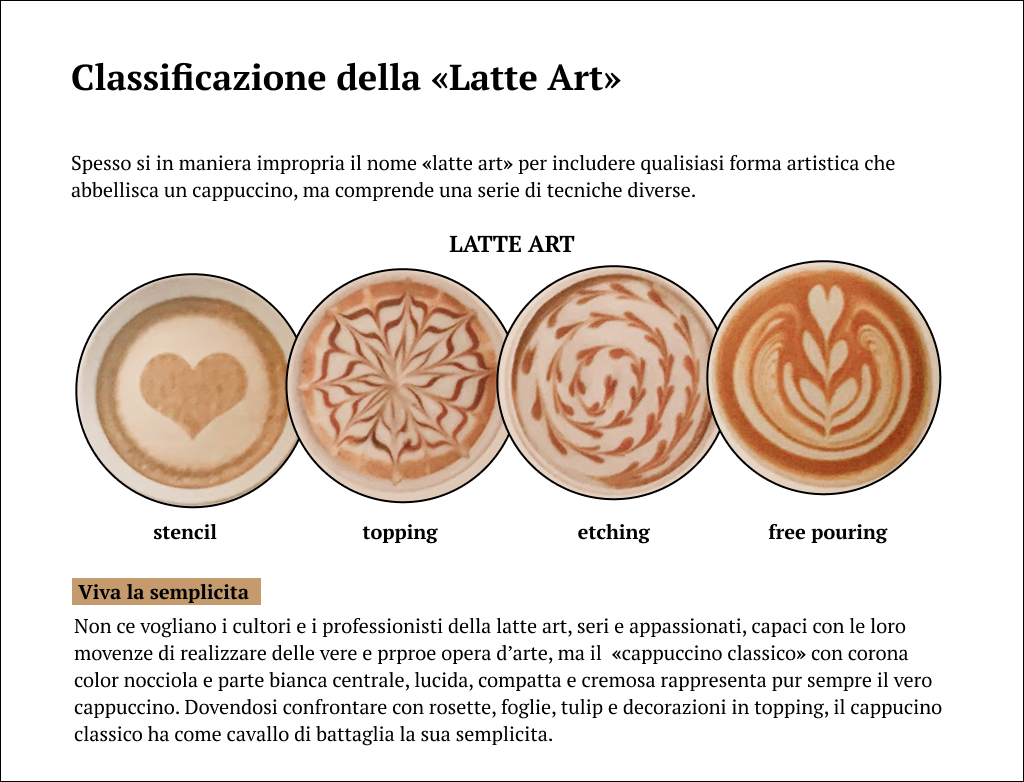 Classificazione della «Latte Art»
Spesso si in maniera impropria il nome «latte art» per includere qualisiasi forma artistica che
abbellisca un cappuccino, ma comprende una serie di tecniche diverse.
LATTE ART
stencil
topping
etching
free pouring
Viva la semplicita
Non ce vogliano i cultori e i professionisti della latte art, seri e appassionati, capaci con le loro
movenze di realizzare delle vere e prproe opera d’arte, ma il «cappuccino classico» con corona
color nocciola e parte bianca centrale, lucida, compatta e cremosa rappresenta pur sempre il vero
cappuccino. Dovendosi confrontare con rosette, foglie, tulip e decorazioni in topping, il cappucino
classico ha come cavallo di battaglia la sua semplicita.